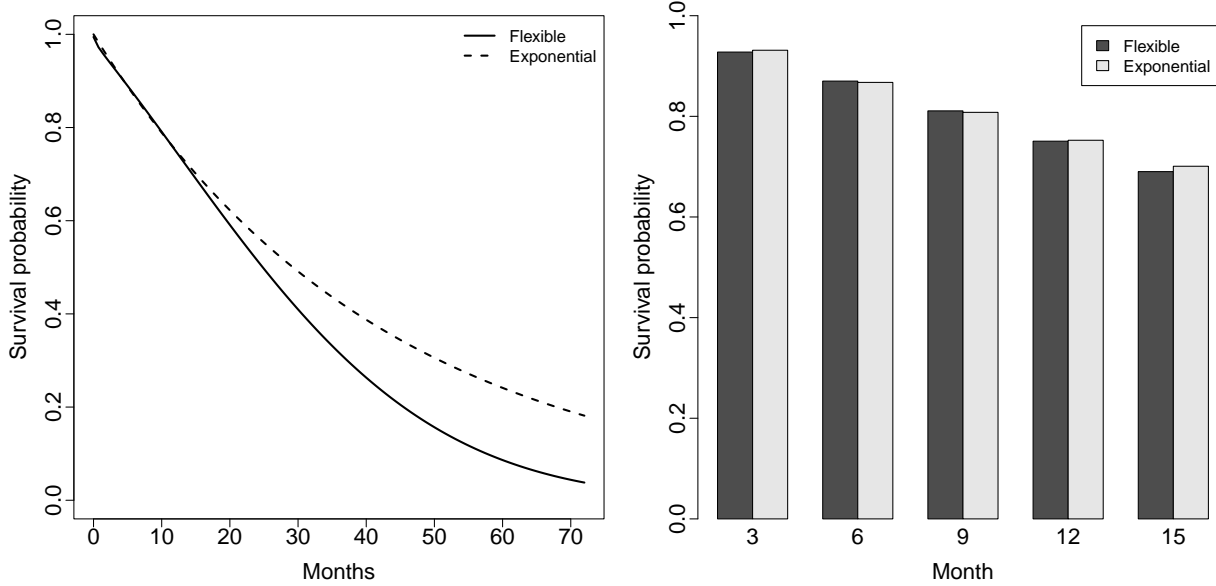 Survival probability
1.0
0.8
0.6
0.4
0.2
0.0
Flexible
Exponential
0 10 20 30 40 50 60 70
Months
Survival probability
1.0
0.8
0.6
0.4
0.2
0.0
Flexible
Exponential
3 6 9 12 15
Month